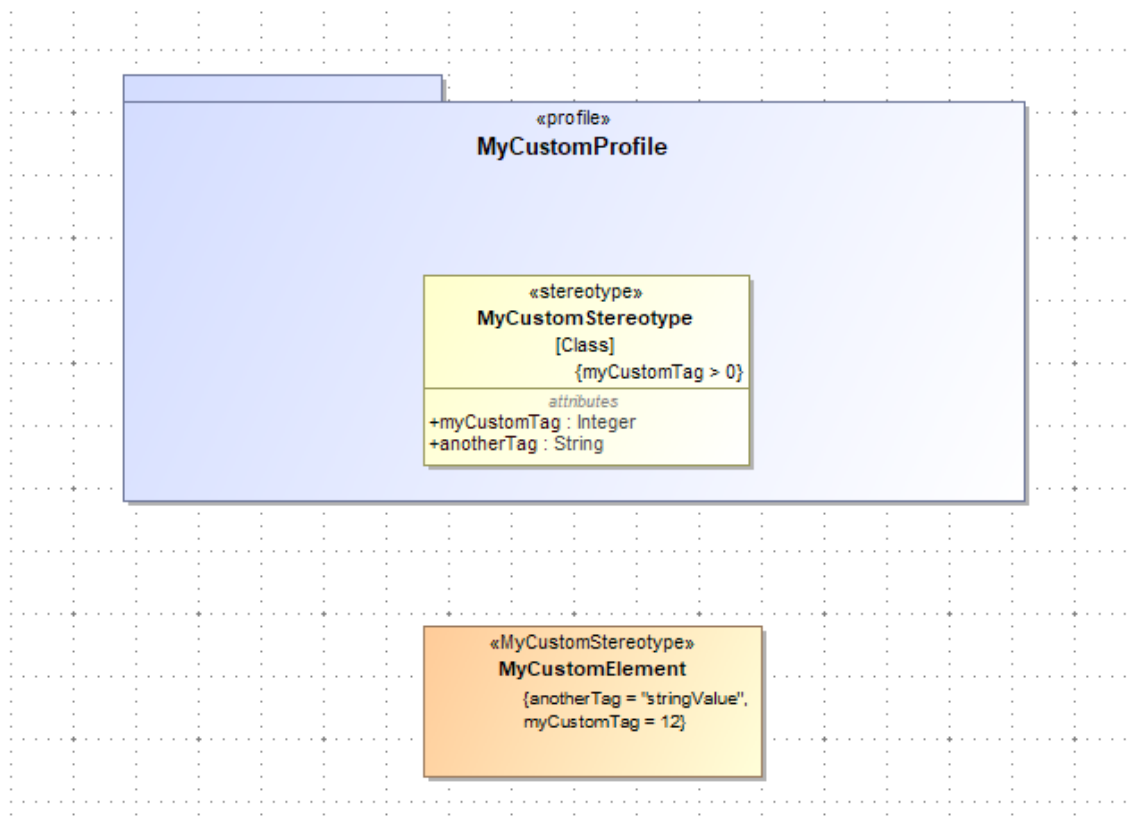 «profile»
MyCustomProfile
«stereotype»
MyCustomStereotype
[Class]
{myCustomTag > 0}
attributes
+myCustomTag : Integer
+anotherTag : String
«MyCustomStereotype»
MyCustomElement
{anotherTag = "stringValue",
myCustomTag = 12}